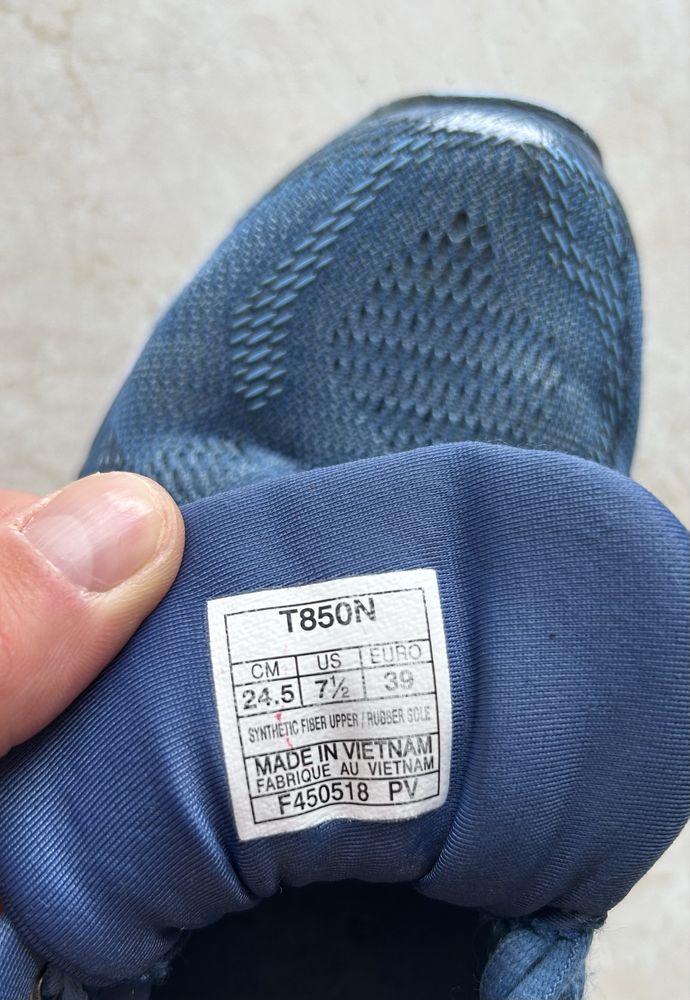 T850N
CM US EURO
24.5 7½ 39
SYNTHETIC FIBER UPPER / RUBBER SOLE
MADE IN VIETNAM
FABRIQUE AU VIETNAM
F450518 PV